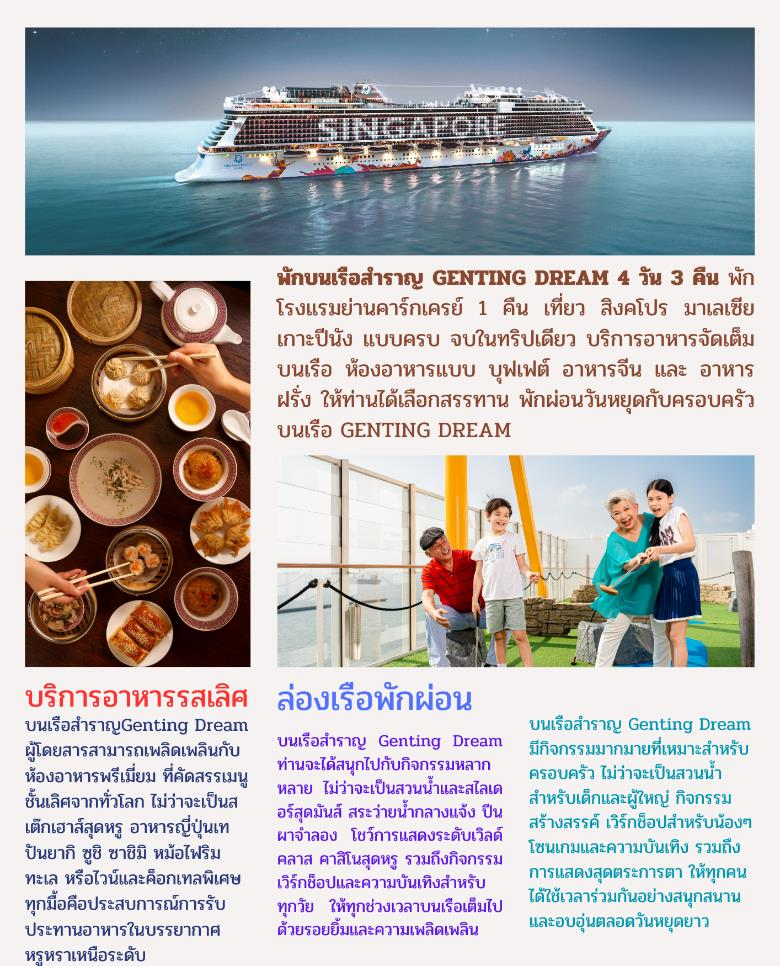 SINGAPOR
พักบนเรือสำราญ GENTING DREAM 4 วัน 3 คืน พัก
โรงแรมย่านคาร์กเครย์ 1 คืน เที่ยว สิงคโปร มาเลเซีย
เกาะปีนัง แบบครบ จบในทริปเดียว บริการอาหารจัดเต็ม
บนเรือ ห้องอาหารแบบ บุฟเฟต์ อาหารจีน และ อาหาร
ฝรั่ง ให้ท่านได้เลือกสรรทาน พักผ่อนวันหยุดกับครอบครัว
บนเรือ GENTING DREAM
บริการอาหารรสเลิศ
บนเรือสำราญGenting Dream
ผู้โดยสารสามารถเพลิดเพลินกับ
ห้องอาหารพรีเมี่ยม ที่คัดสรรเมนู
ชั้นเลิศจากทั่วโลก ไม่ว่าจะเป็นส
เต๊กเฮาส์สุดหรู อาหารญี่ปุ่นเท
ปันยากิ ซูชิ ซาชิมิ หม้อไฟริม
ทะเล หรือไวน์และค็อกเทลพิเศษ
ทุกมื้อคือประสบการณ์การรับ
ประทานอาหารในบรรยากาศ
หรูหราเหนือระดับ
ล่องเรือพักผ่อน
บนเรือสำราญ Genting Dream
ท่านจะได้สนุกไปกับกิจกรรมหลาก
หลาย ไม่ว่าจะเป็นสวนน้ำและสไลเด
อร์สุดมันส์ สระว่ายน้ำกลางแจ้ง ปีน
ผาจำลอง โชว์การแสดงระดับเวิลด์
คลาส คาสิโนสุดหรู รวมถึงกิจกรรม
เวิร์กช็อปและความบันเทิงสำหรับ
ทุกวัย ให้ทุกช่วงเวลาบนเรือเต็มไป
ด้วยรอยยิ้มและความเพลิดเพลิน
บนเรือสำราญ Genting Dream
มีกิจกรรมมากมายที่เหมาะสำหรับ
ครอบครัว ไม่ว่าจะเป็นสวนน้ำ
สำหรับเด็กและผู้ใหญ่ กิจกรรม
สร้างสรรค์ เวิร์กช็อปสำหรับน้องๆ
โซนเกมและความบันเทิง รวมถึง
การแสดงสุดตระการตา ให้ทุกคน
ได้ใช้เวลาร่วมกันอย่างสนุกสนาน
และอบอุ่นตลอดวันหยุดยาว